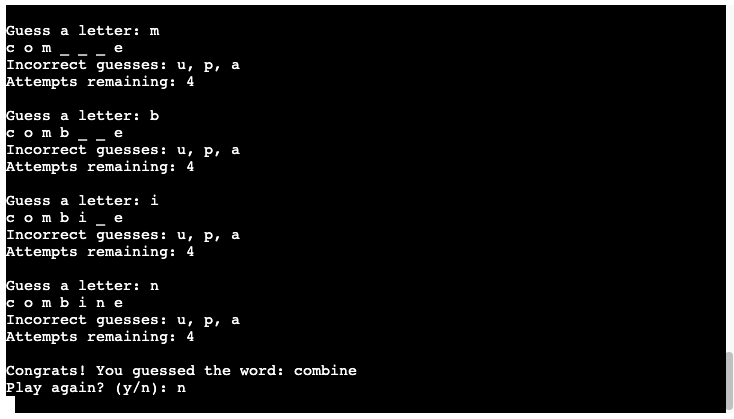 Guess a letter: m
c o m _ _ _ e
Incorrect guesses: u, p, a
Attempts remaining: 4
Guess a letter: b
c o m b _ _ e
Incorrect guesses: u, p, a
Attempts remaining: 4
Guess a letter: i
c o m b i _ e
Incorrect guesses: u, p, a
Attempts remaining: 4
Guess a letter: n
c o m b i n e
Incorrect guesses: u, p, a
Attempts remaining: 4
Congrats! You guessed the word: combine
Play again? (y/n): n